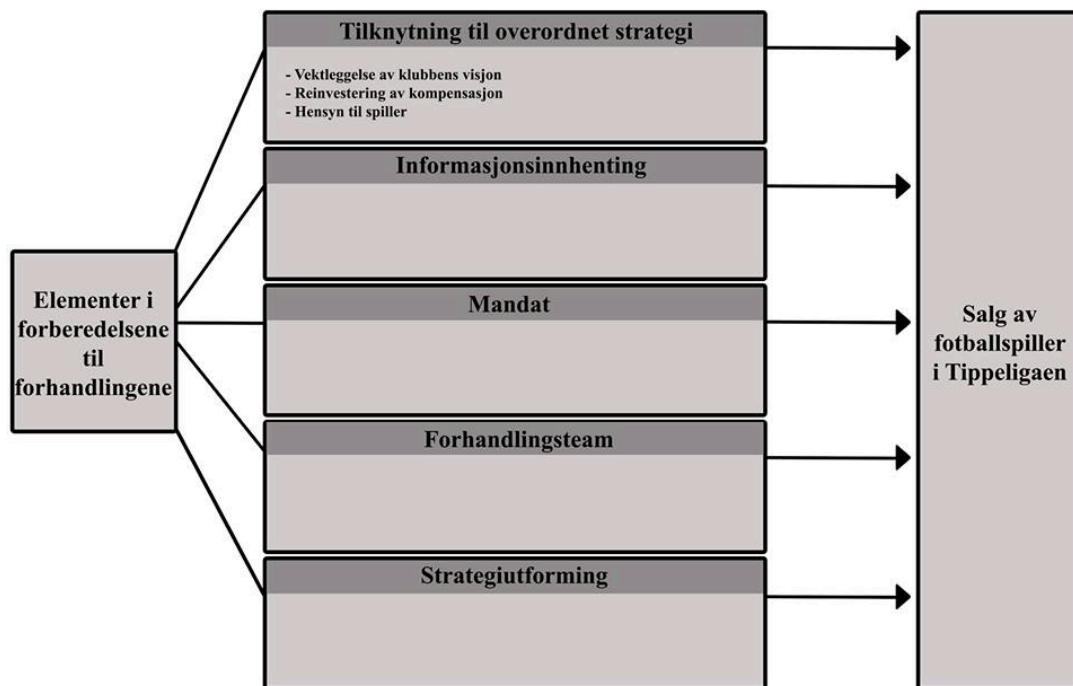 Tilknytning til overordnet strategi
- Vektleggelse av klubbens visjon
- Reinvestering av kompensasjon
- Hensyn til spiller
Informasjonsinnhenting
Elementer i
forberedelsene
til
forhandlingene
Mandat
Salg av
fotballspiller
i Tippeligaen
Forhandlingsteam
Strategiutforming